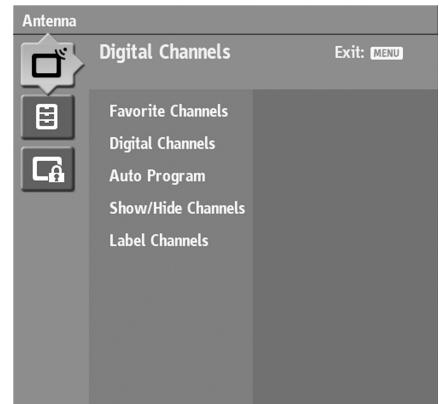 Antenna
Digital Channels
Exit: MENU
Favorite Channels
Digital Channels
Auto Program
Show/Hide Channels
Label Channels